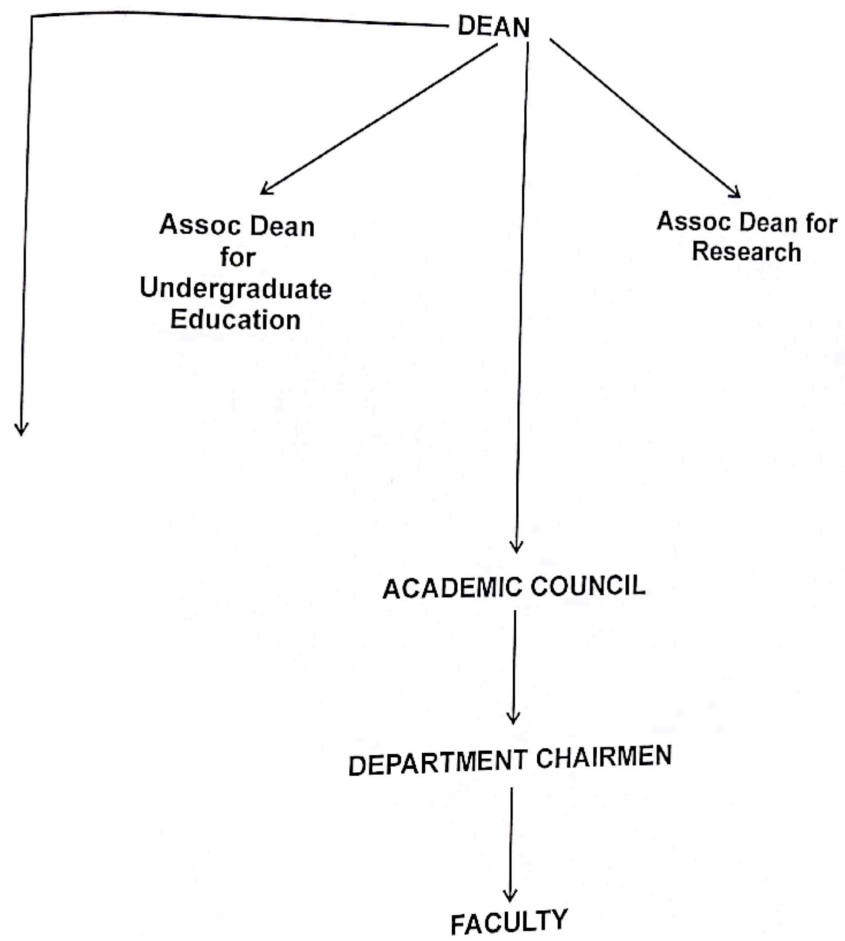 DEAN
Assoc Dean
for
Undergraduate
Education
Assoc Dean for
Research
ACADEMIC COUNCIL
DEPARTMENT CHAIRMEN
FACULTY